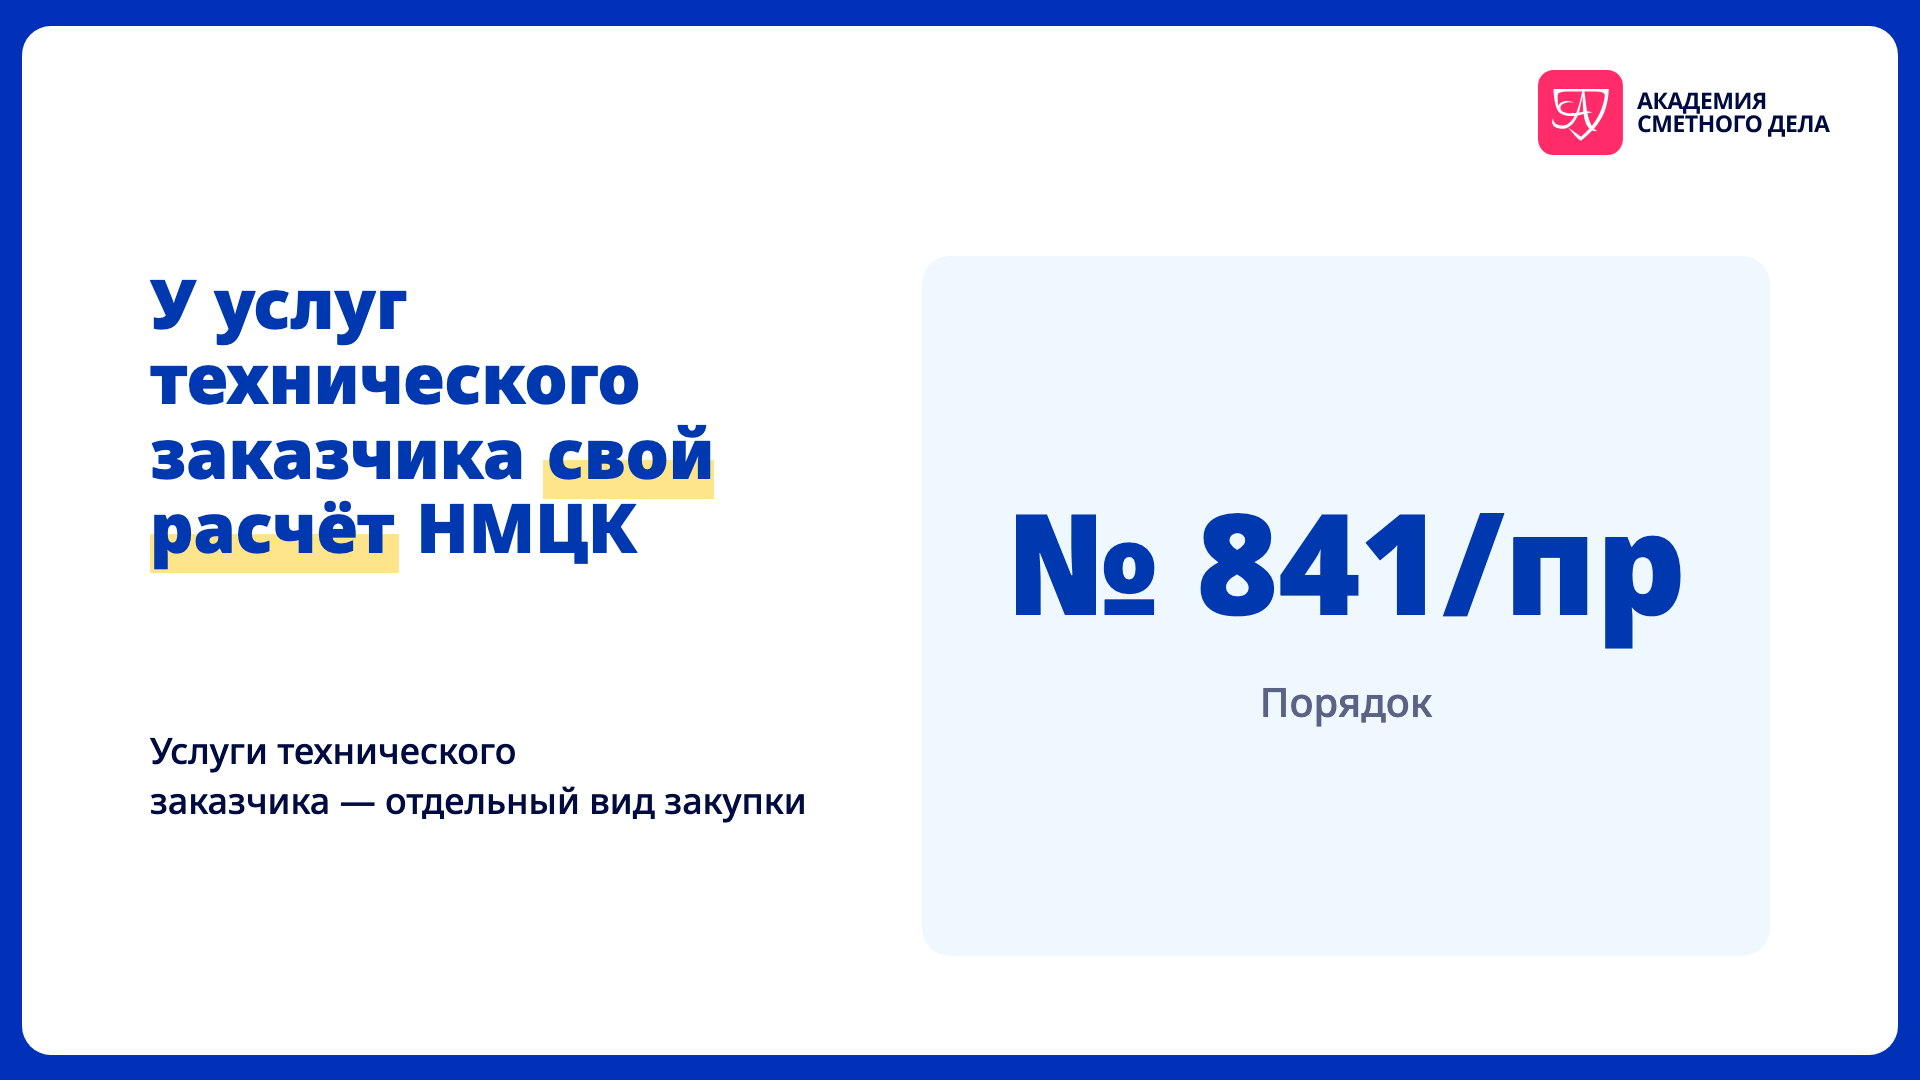 АКАДЕМИЯ
СМЕТНОГО ДЕЛА
У услуг
технического
заказчика свой
расчёт НМЦК
Услуги технического
заказчика — отдельный вид закупки
№ 841/пр
Порядок